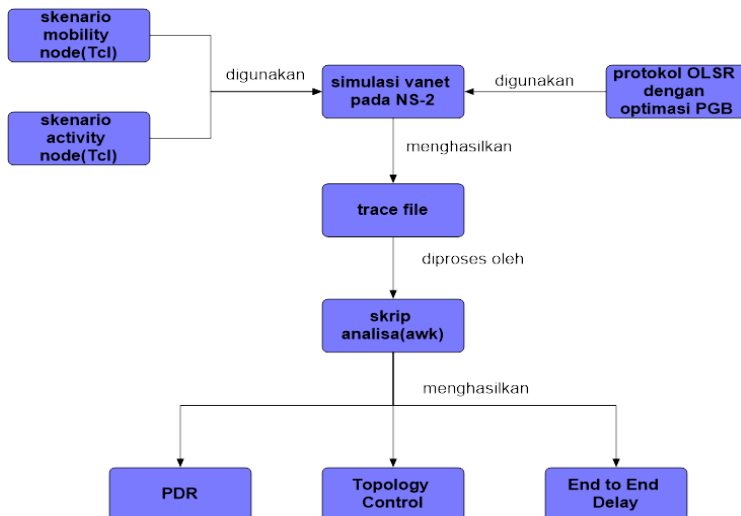 skenario
mobility
node(Tcl)
digunakan
simulasi vanet
pada NS-2
digunakan
protokol OLSR
dengan
optimasi PGB
skenario
activity
node(Tcl)
menghasilkan
trace file
diproses oleh
skrip
analisa(awk)
menghasilkan
PDR
Topology
Control
End to End
Delay